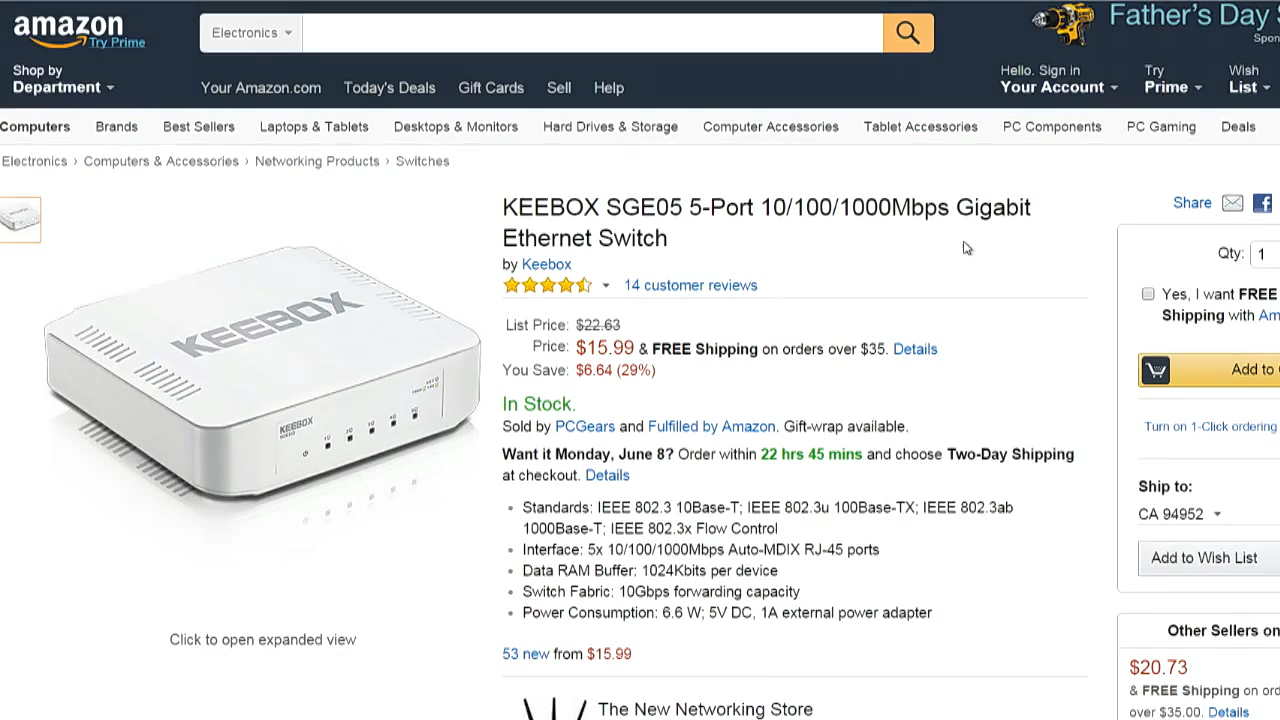 amazon
Try Prime
Electronics
Father's Day
Spon
Shop by
Department
Your Amazon.com
Today's Deals
Gift Cards
Sell
Help
Hello. Sign in
Your Account
Try
Prime
Wish
List
Computers
Brands
Best Sellers
Laptops & Tablets
Desktops & Monitors
Hard Drives & Storage
Computer Accessories
Tablet Accessories
PC Components
PC Gaming
Deals
Electronics › Computers & Accessories › Networking Products › Switches
KEEBOX
KEEBOX
KEEBOX SGE05 5-Port 10/100/1000Mbps Gigabit
Ethernet Switch
by Keebox
14 customer reviews
List Price: $22.63
Price: $15.99 & FREE Shipping on orders over $35. Details
You Save: $6.64 (29%)
In Stock.
Sold by PCGears and Fulfilled by Amazon. Gift-wrap available.
Want it Monday, June 8? Order within 22 hrs 45 mins and choose Two-Day Shipping
at checkout. Details
Standards: IEEE 802.3 10Base-T; IEEE 802.3u 100Base-TX; IEEE 802.3ab
1000Base-T; IEEE 802.3x Flow Control
Interface: 5x 10/100/1000Mbps Auto-MDIX RJ-45 ports
Data RAM Buffer: 1024Kbits per device
Switch Fabric: 10Gbps forwarding capacity
Power Consumption: 6.6 W; 5V DC, 1A external power adapter
53 new from $15.99
The New Networking Store
Click to open expanded view
Share
Qty: 1
Yes, I want FREE
Shipping with Am
Add to
Turn on 1-Click ordering
Ship to:
CA 94952
Add to Wish List
Other Sellers on
$20.73
& FREE Shipping on ord
over $35.00. Details